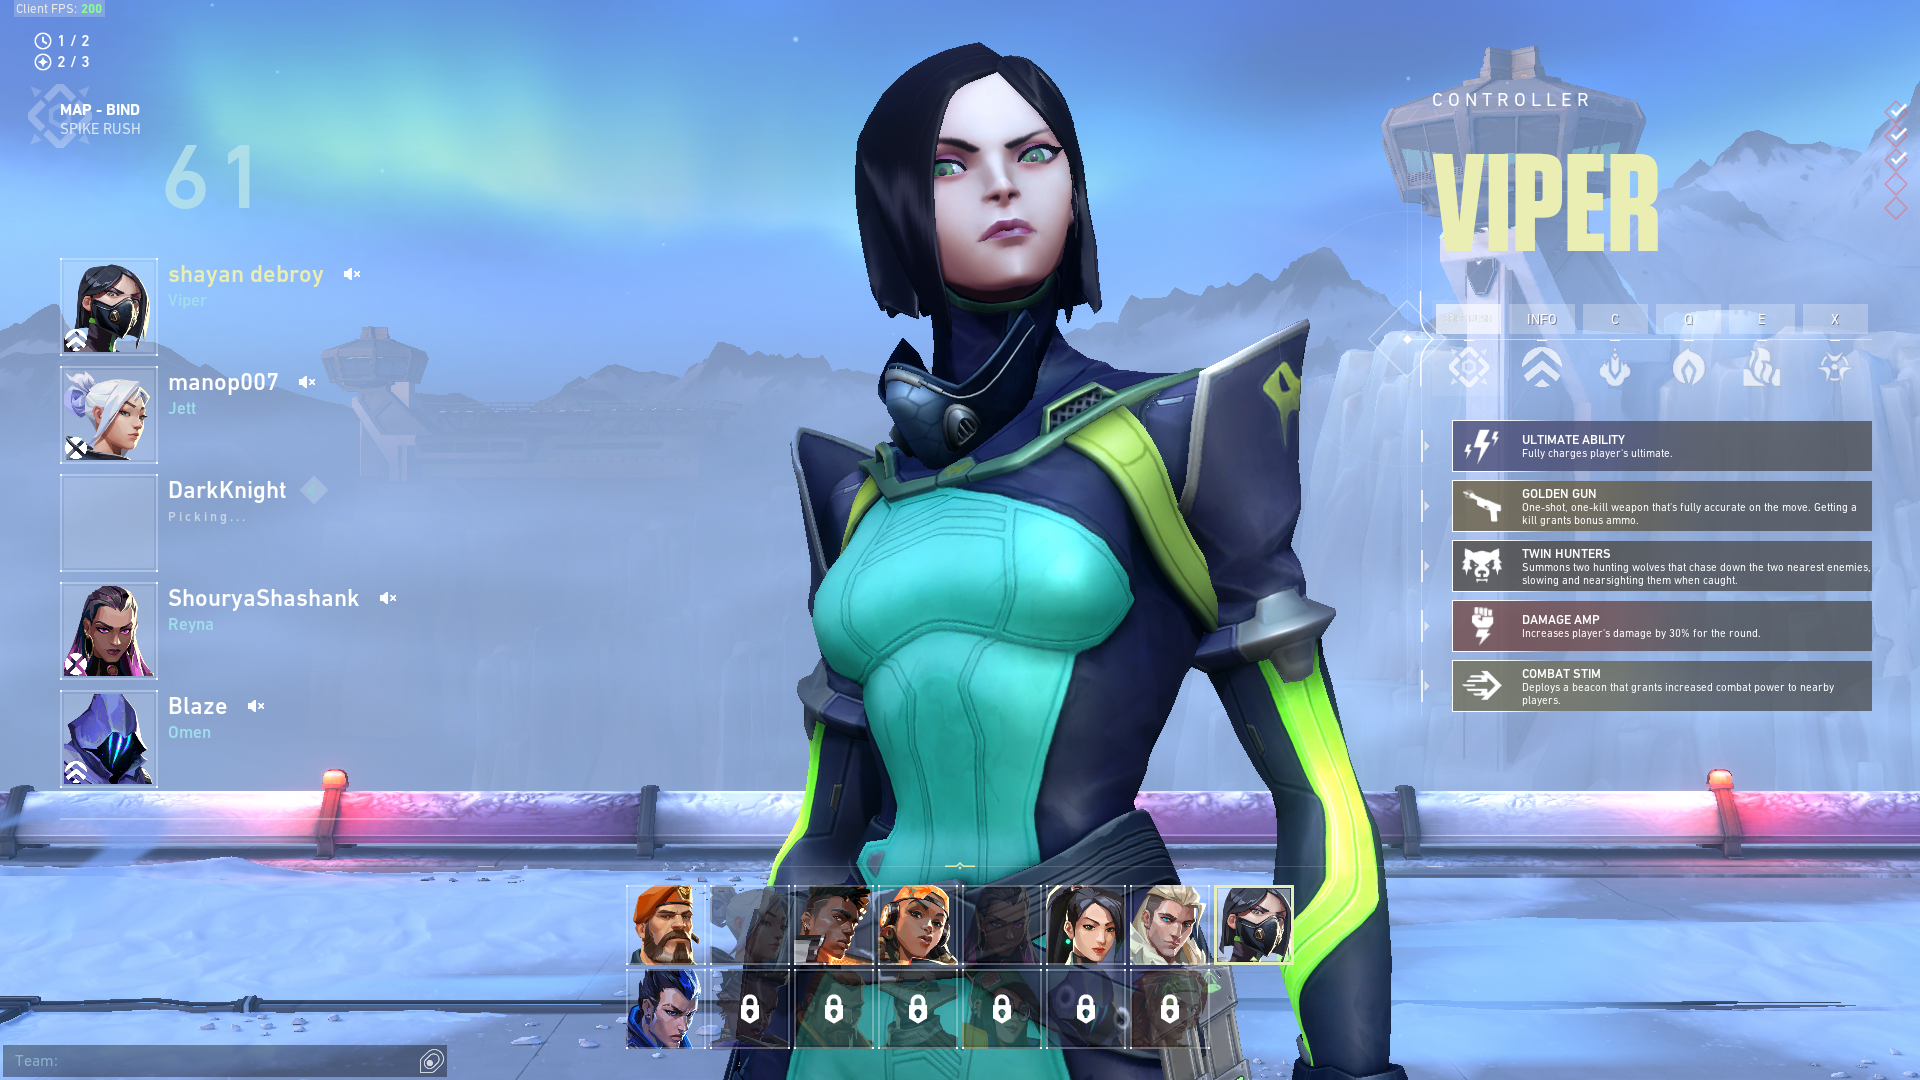 Client FPS: 200
1 / 2
2 / 3
MAP - BIND
SPIKE RUSH
61
shayan debroy
Viper
manop007
Jett
DarkKnight
Picking...
ShouryaShashank
Reyna
Blaze
Omen
Team:
CONTROLLER
VIPER
INFO
C
Q
E
X
ULTIMATE ABILITY
Fully charges player's ultimate.
GOLDEN GUN
One-shot, one-kill weapon that's fully accurate on the move. Getting a
kill grants bonus ammo.
TWIN HUNTERS
Summons two hunting wolves that chase down the two nearest enemies,
slowing and nearsighting them when caught.
DAMAGE AMP
Increases player's damage by 30% for the round.
COMBAT STIM
Deploys a beacon that grants increased combat power to nearby
players.